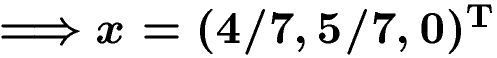 ⟹ x = (4/7, 5/7, 0)ᵀ